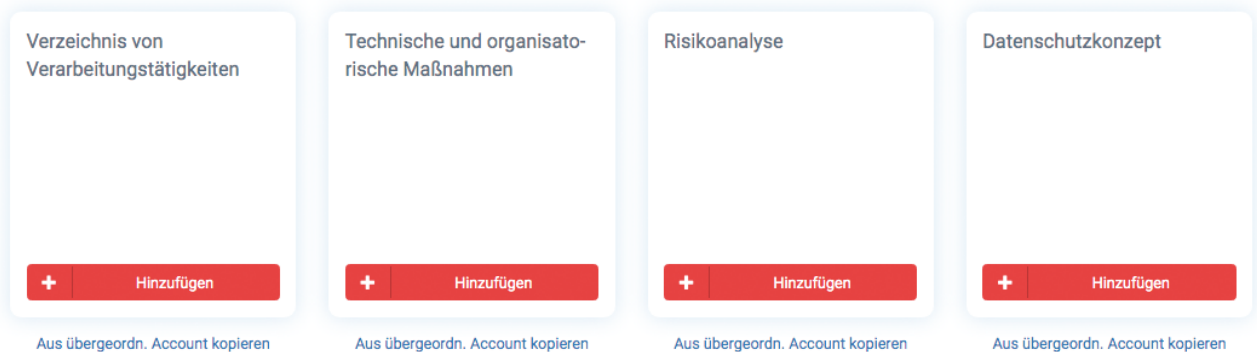 Verzeichnis von
Verarbeitungstätigkeiten
Technische und organisato-
rische Maßnahmen
Risikoanalyse
Datenschutzkonzept
Hinzufügen
Hinzufügen
Hinzufügen
Hinzufügen
Aus übergeordn. Account kopieren
Aus übergeordn. Account kopieren
Aus übergeordn. Account kopieren
Aus übergeordn. Account kopieren